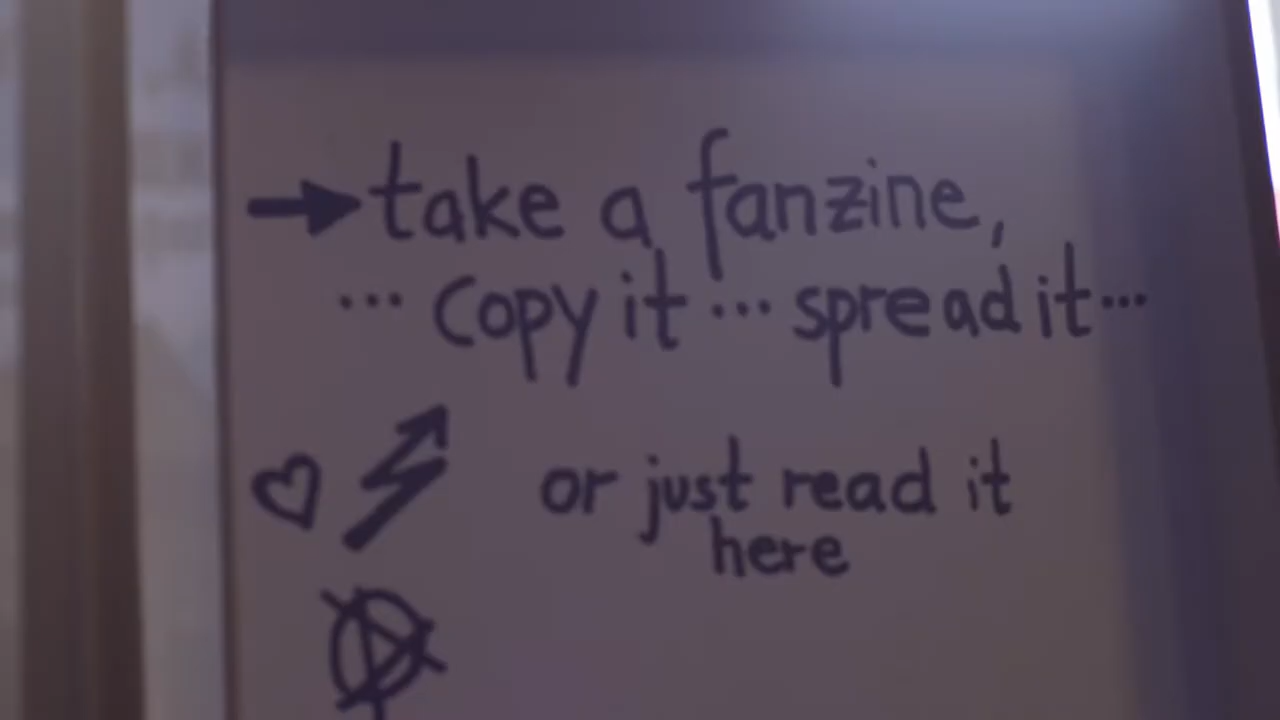 → take a fanzine,
... copy it ... spread it ...
or just read it
here